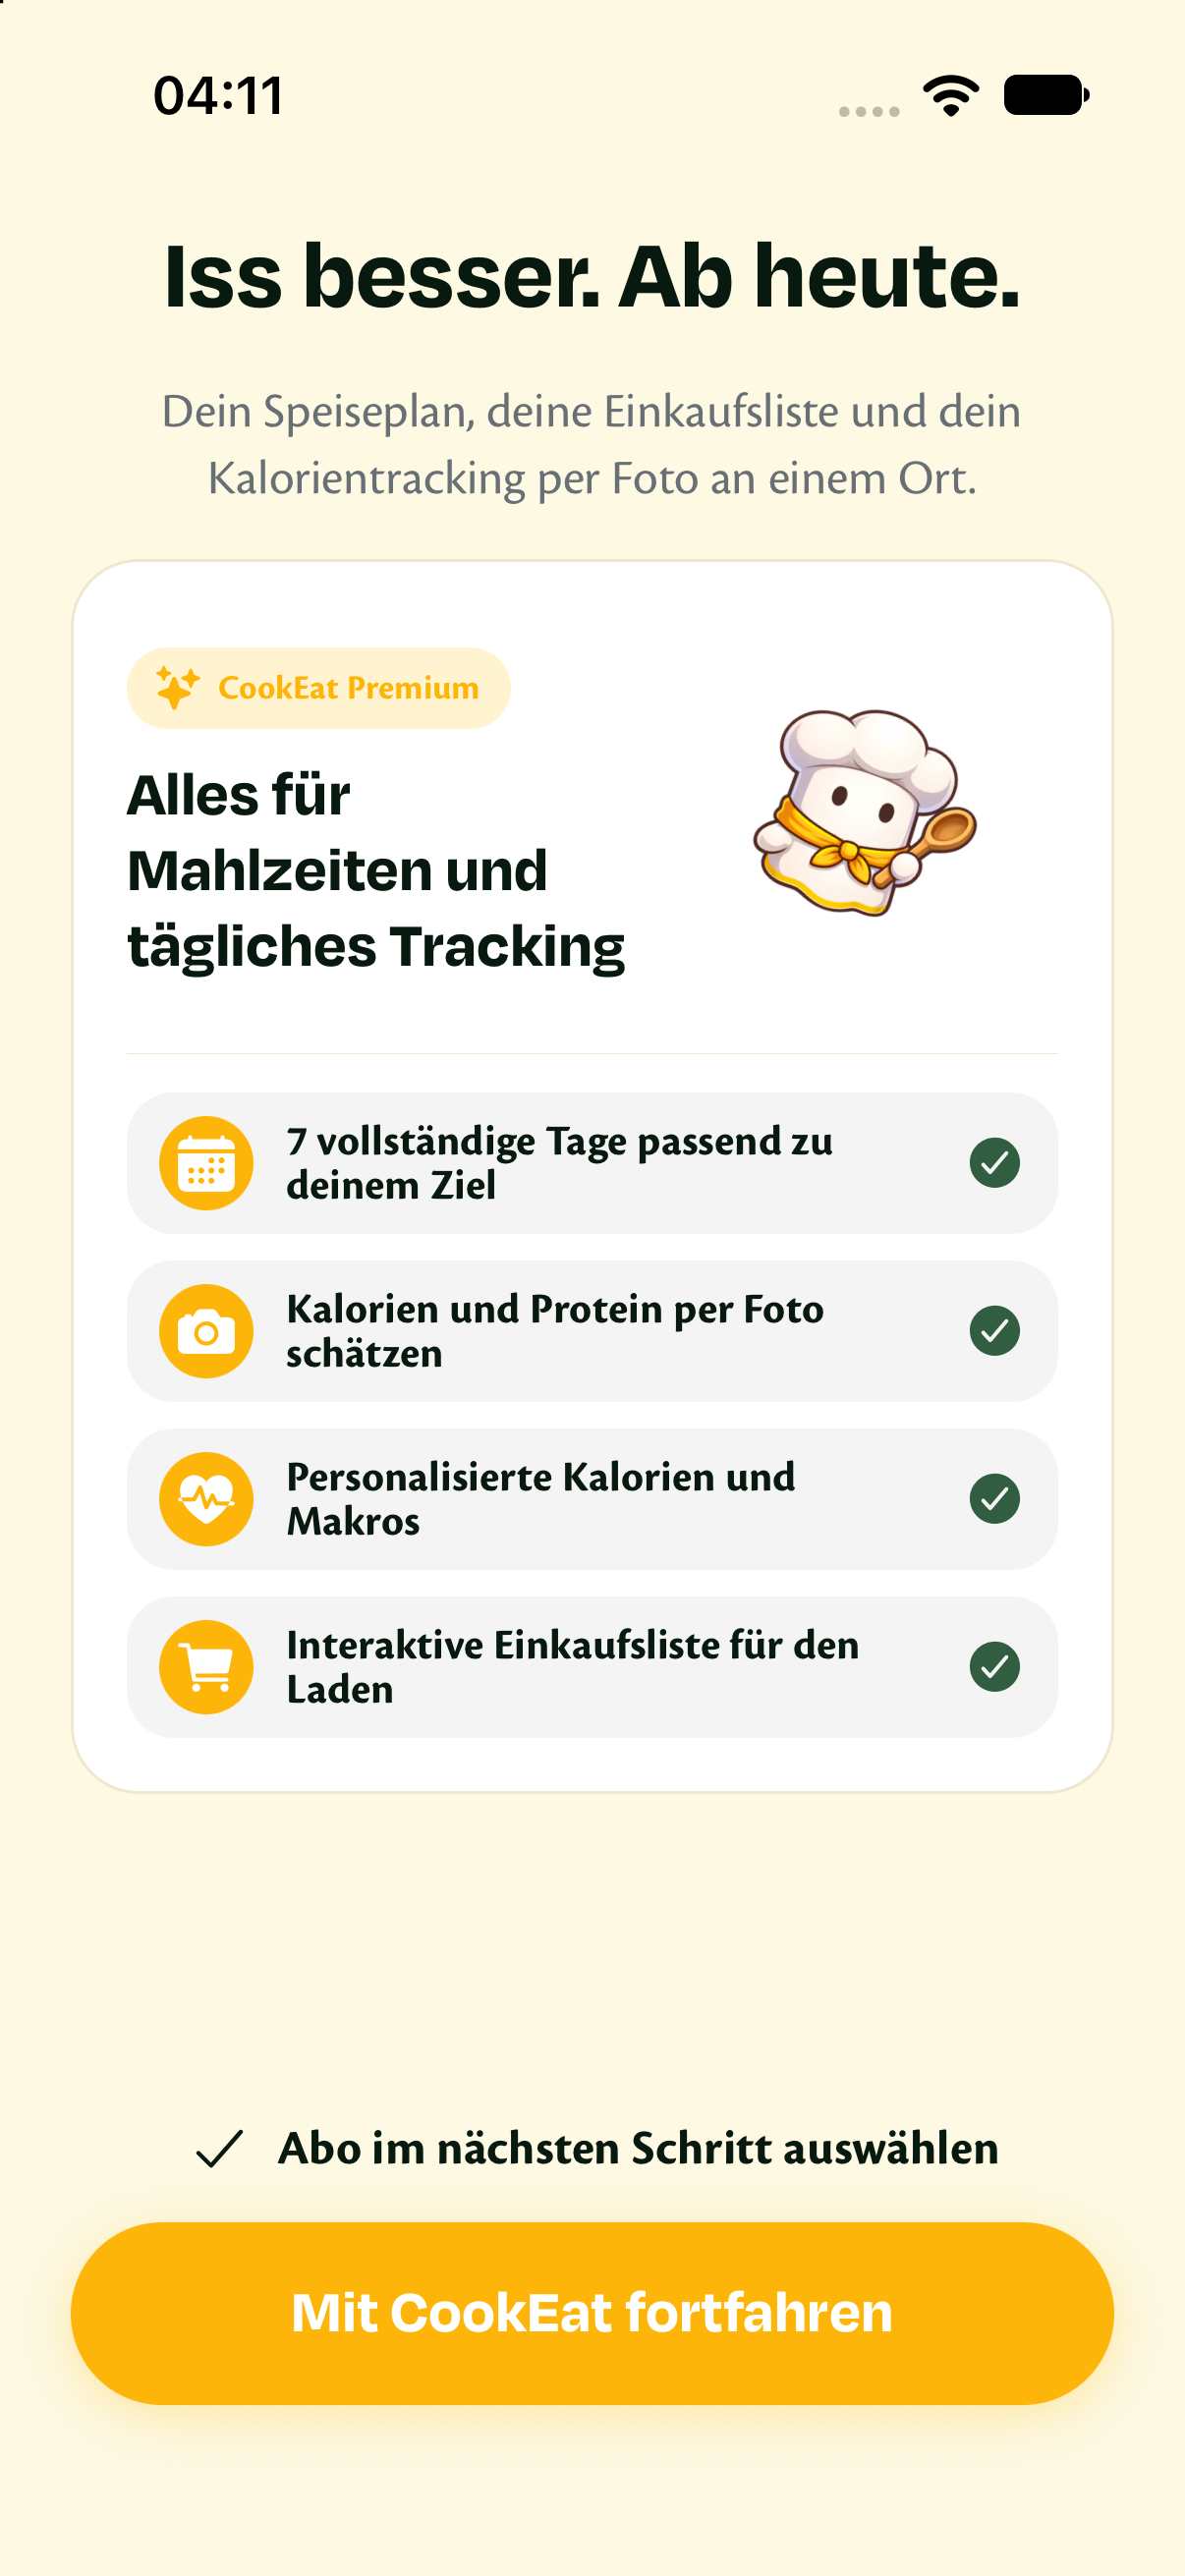 04:11
Iss besser. Ab heute.
Dein Speiseplan, deine Einkaufsliste und dein
Kalorientracking per Foto an einem Ort.
CookEat Premium
Alles für
Mahlzeiten und
tägliches Tracking
7 vollständige Tage passend zu
deinem Ziel
Kalorien und Protein per Foto
schätzen
Personalisierte Kalorien und
Makros
Interaktive Einkaufsliste für den
Laden
Abo im nächsten Schritt auswählen
Mit CookEat fortfahren